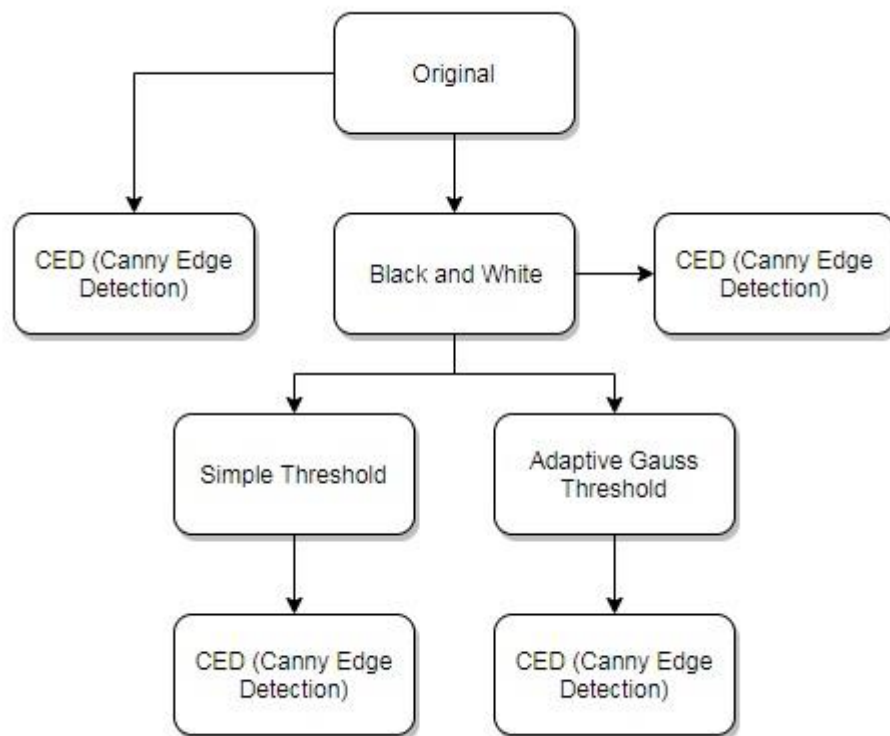 Original
CED (Canny Edge
Detection)
Black and White
CED (Canny Edge
Detection)
Simple Threshold
Adaptive Gauss
Threshold
CED (Canny Edge
Detection)
CED (Canny Edge
Detection)